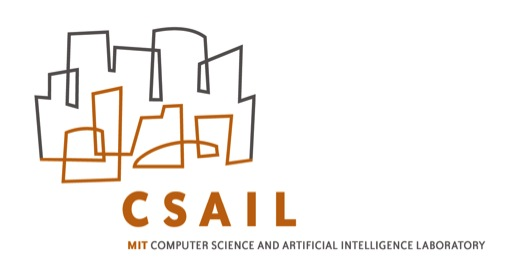 CSAIL
MIT COMPUTER SCIENCE AND ARTIFICIAL INTELLIGENCE LABORATORY